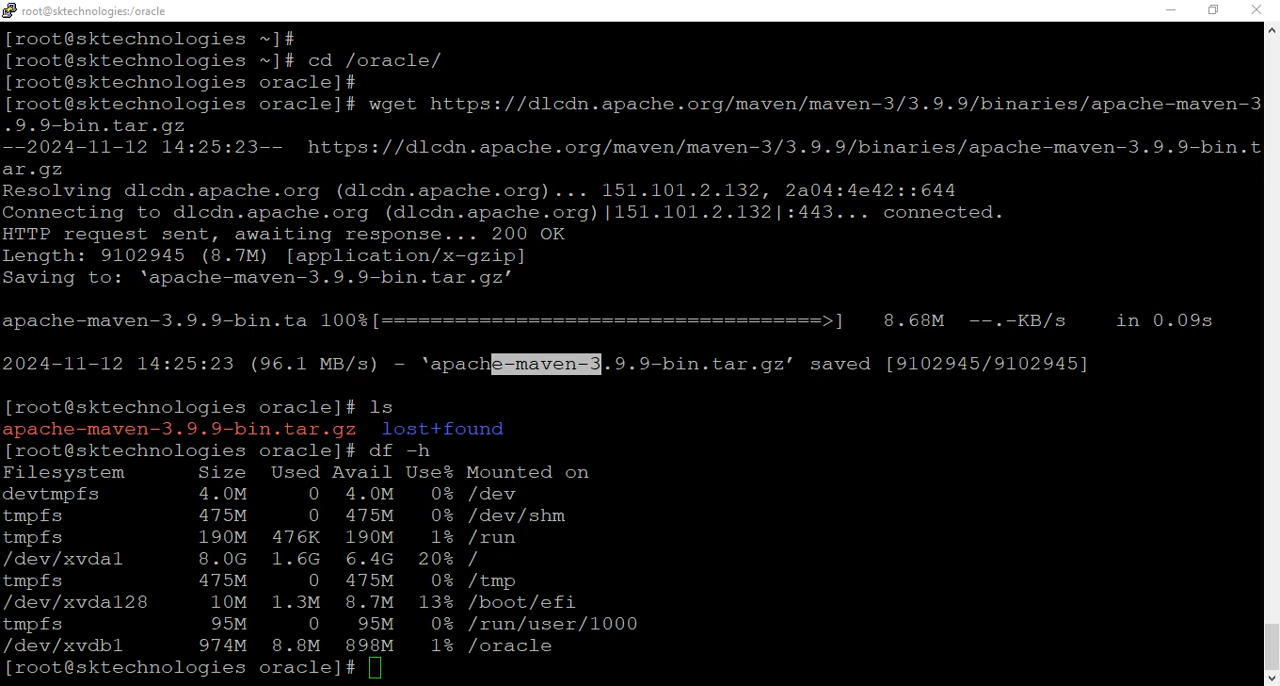 root@sktechnologies:/oracle
[root@sktechnologies ~]#
[root@sktechnologies ~]# cd /oracle/
[root@sktechnologies oracle]#
[root@sktechnologies oracle]# wget https://dlcdn.apache.org/maven/maven-3/3.9.9/binaries/apache-maven-3
.9.9-bin.tar.gz
--2024-11-12 14:25:23--  https://dlcdn.apache.org/maven/maven-3/3.9.9/binaries/apache-maven-3.9.9-bin.t
ar.gz
Resolving dlcdn.apache.org (dlcdn.apache.org)... 151.101.2.132, 2a04:4e42::644
Connecting to dlcdn.apache.org (dlcdn.apache.org)|151.101.2.132|:443... connected.
HTTP request sent, awaiting response... 200 OK
Length: 9102945 (8.7M) [application/x-gzip]
Saving to: ‘apache-maven-3.9.9-bin.tar.gz’
apache-maven-3.9.9-bin.ta 100%[====================================>]   8.68M  --.-KB/s    in 0.09s
2024-11-12 14:25:23 (96.1 MB/s) - ‘apache-maven-3.9.9-bin.tar.gz’ saved [9102945/9102945]
[root@sktechnologies oracle]# ls
apache-maven-3.9.9-bin.tar.gz  lost+found
[root@sktechnologies oracle]# df -h
Filesystem      Size  Used Avail Use% Mounted on
devtmpfs        4.0M     0  4.0M   0% /dev
tmpfs           475M     0  475M   0% /dev/shm
tmpfs           190M  476K  190M   1% /run
/dev/xvda1      8.0G  1.6G  6.4G  20% /
tmpfs           475M     0  475M   0% /tmp
/dev/xvda128     10M  1.3M  8.7M  13% /boot/efi
tmpfs            95M     0   95M   0% /run/user/1000
/dev/xvdb1      974M  8.8M  898M   1% /oracle
[root@sktechnologies oracle]#